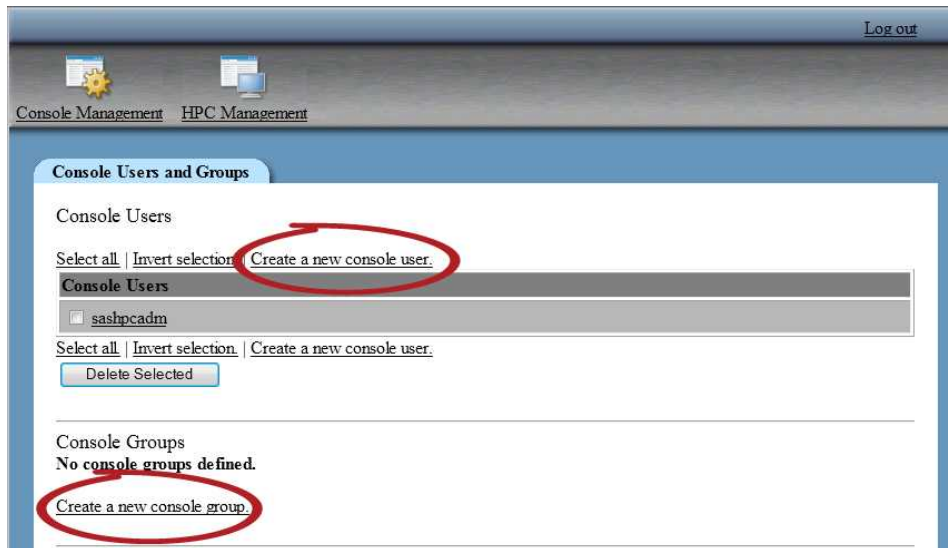 Log out
Console Management HPC Management
Console Users and Groups
Console Users
Select all. | Invert selection. | Create a new console user.
Console Users
sashpcadm
Select all. | Invert selection. | Create a new console user.
Delete Selected
Console Groups
No console groups defined.
Create a new console group.